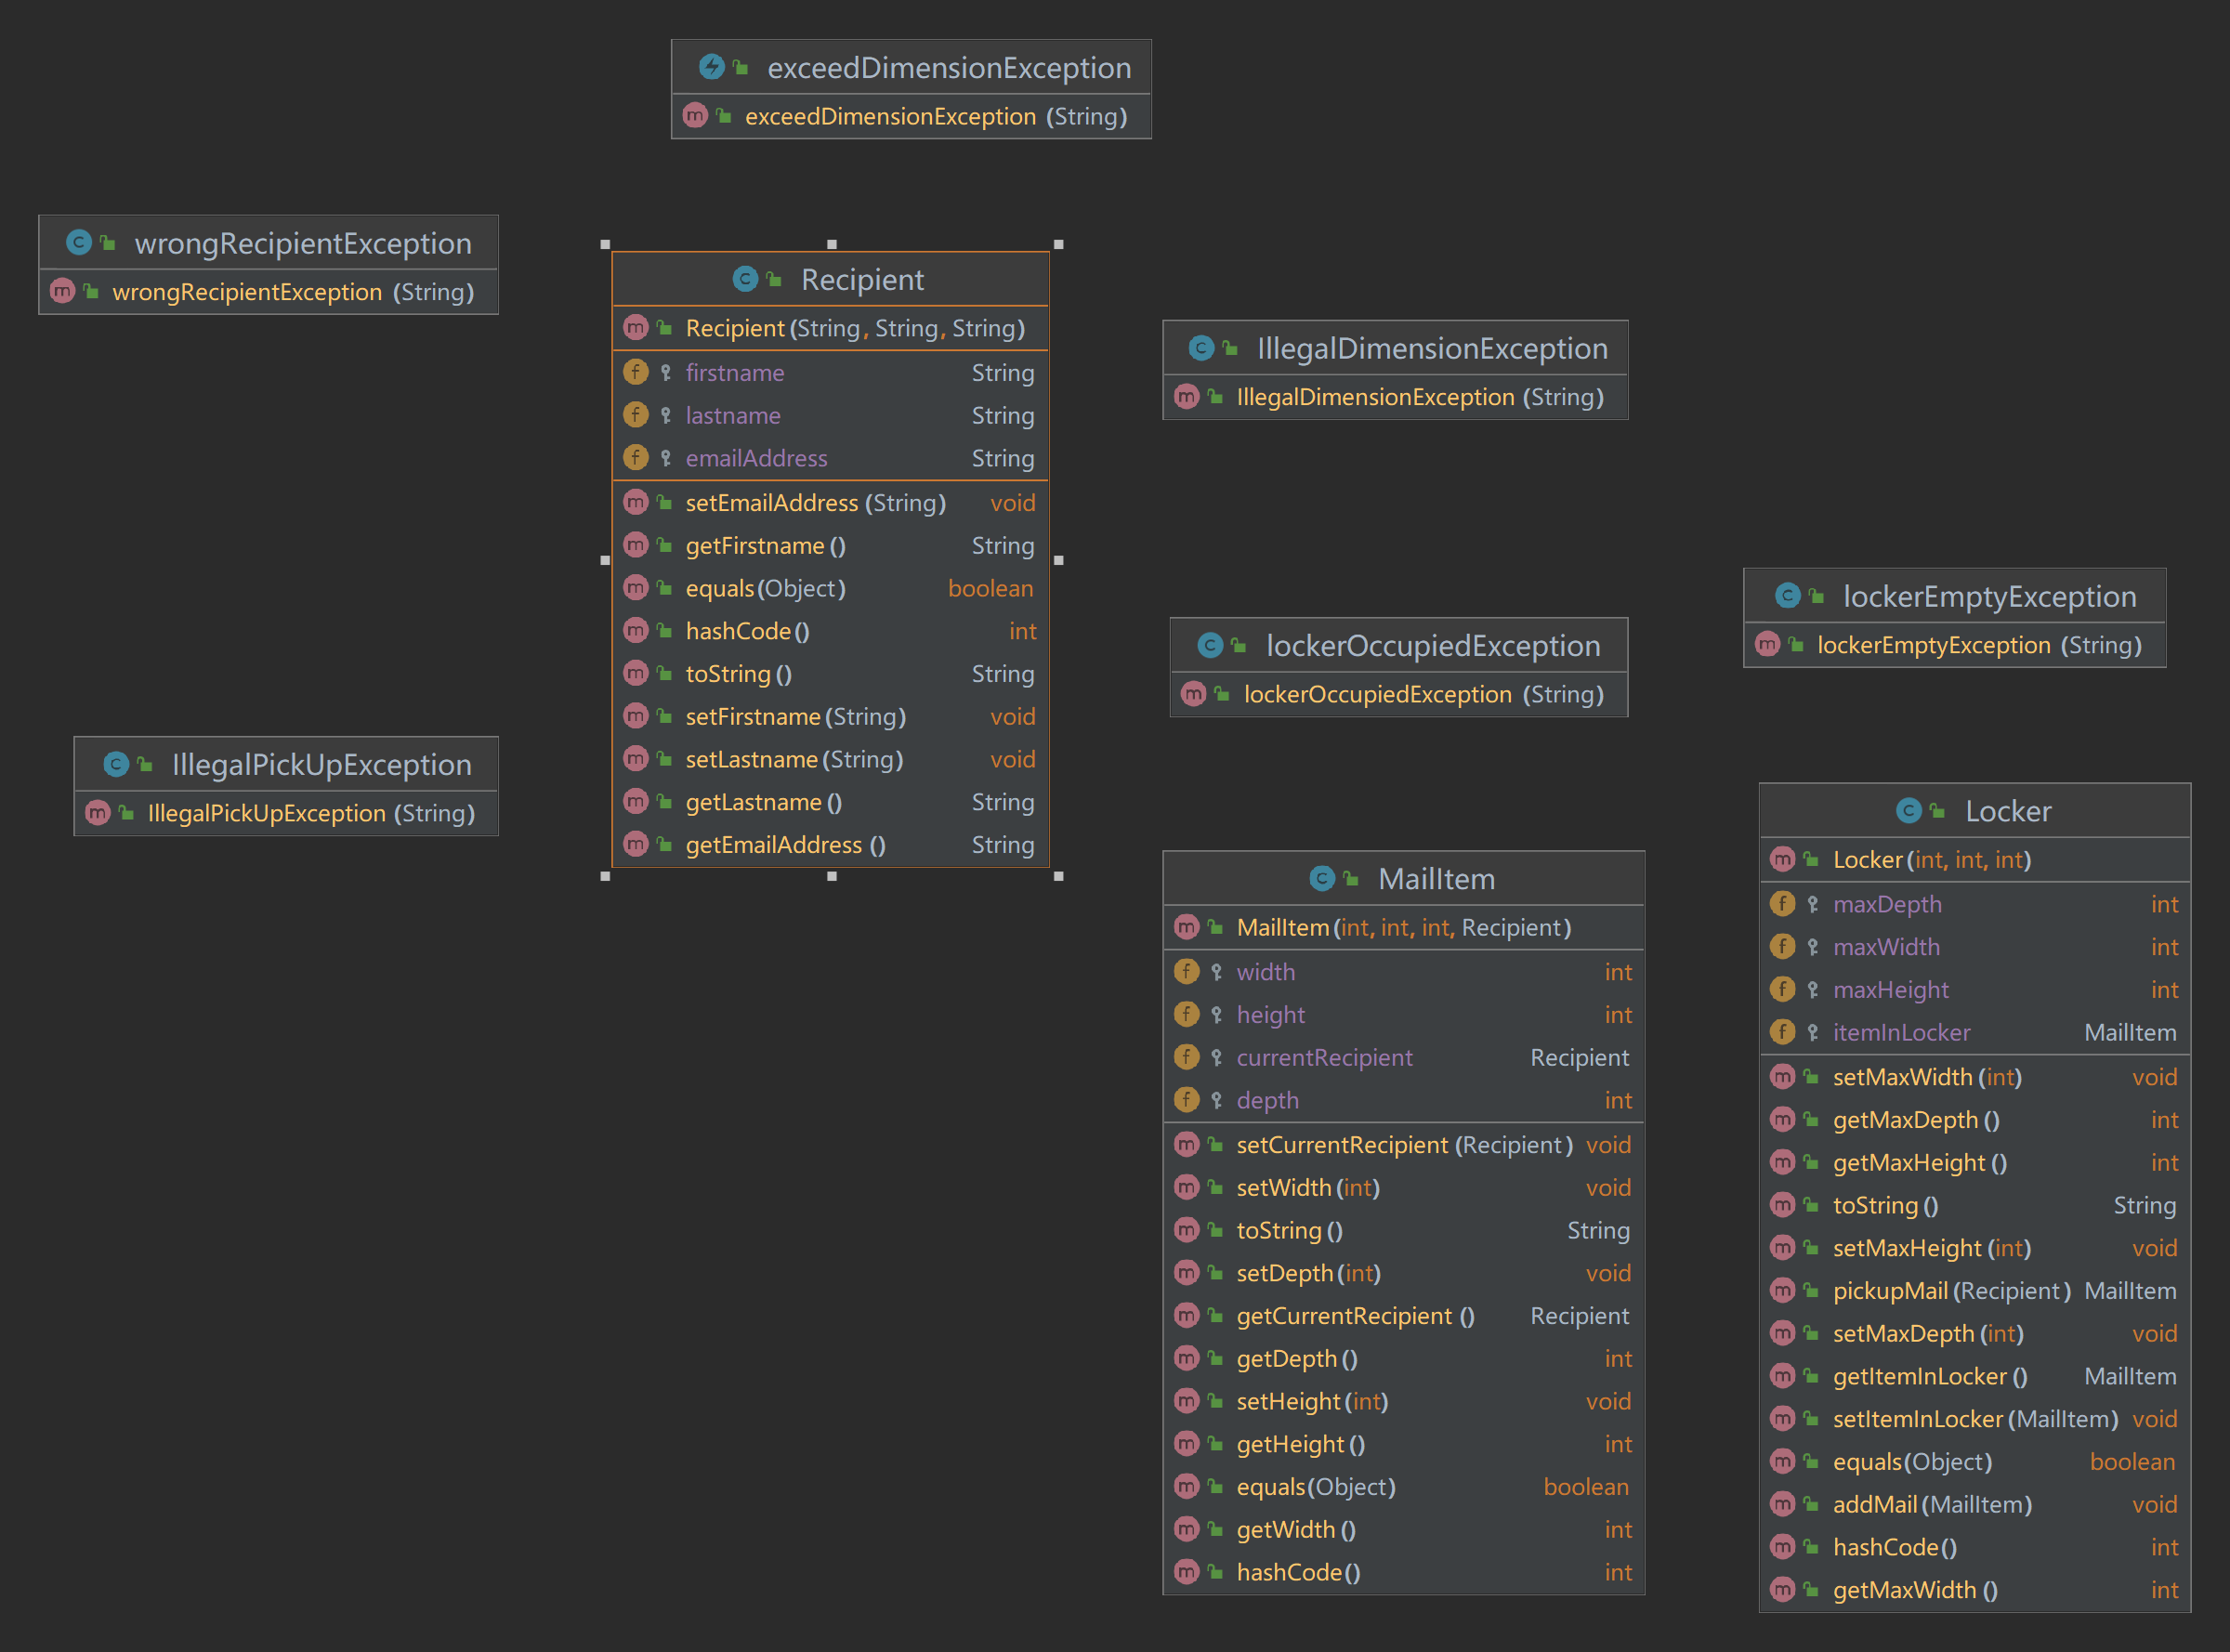 exceedDimensionException
exceedDimensionException (String)
wrongRecipientException
wrongRecipientException (String)
Recipient
Recipient(String, String, String)
firstname String
lastname String
emailAddress String
setEmailAddress (String) void
getFirstname () String
equals(Object) boolean
hashCode() int
toString () String
setFirstname (String) void
setLastname (String) void
getLastname () String
getEmailAddress () String
IllegalDimensionException
IllegalDimensionException (String)
lockerOccupiedException
lockerOccupiedException (String)
lockerEmptyException
lockerEmptyException (String)
IllegalPickUpException
IllegalPickUpException (String)
MailItem
MailItem(int, int, int, Recipient)
width int
height int
currentRecipient Recipient
depth int
setCurrentRecipient (Recipient) void
setWidth (int) void
toString () String
setDepth (int) void
getCurrentRecipient () Recipient
getDepth () int
setHeight (int) void
getHeight () int
equals(Object) boolean
getWidth () int
hashCode() int
Locker
Locker(int, int, int)
maxDepth int
maxWidth int
maxHeight int
itemInLocker MailItem
setMaxWidth (int) void
getMaxDepth () int
getMaxHeight () int
toString () String
setMaxHeight (int) void
pickupMail (Recipient) MailItem
setMaxDepth (int) void
getItemInLocker () MailItem
setItemInLocker (MailItem) void
equals(Object) boolean
addMail (MailItem) void
hashCode() int
getMaxWidth () int